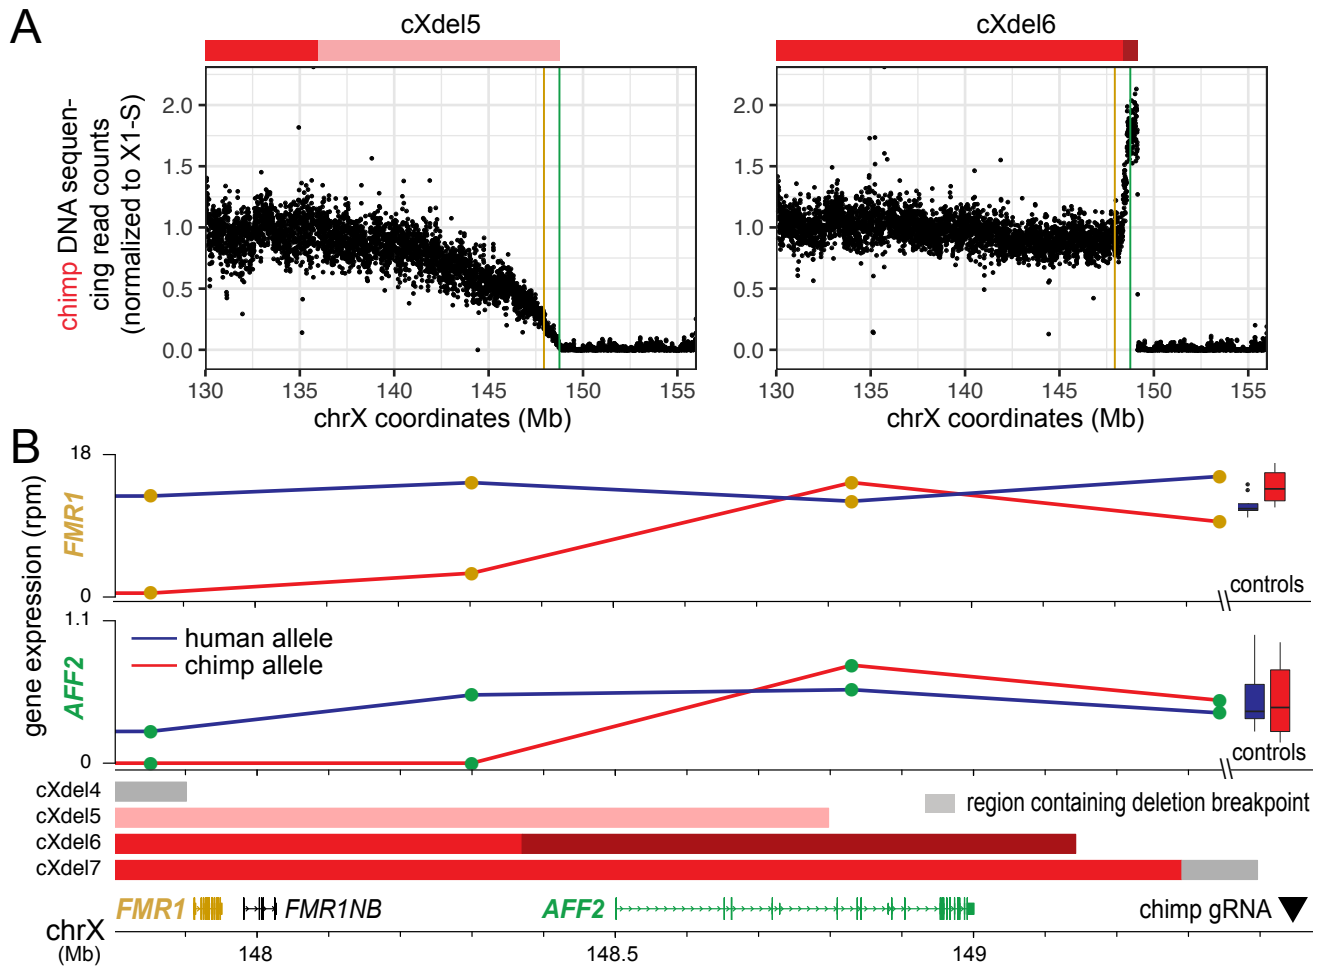 A
cXdel5
cXdel6
chimp DNA sequen-
cing read counts
(normalized to X1-S)
2.0
1.5
1.0
0.5
0.0
130 135 140 145 150 155
chrX coordinates (Mb)
2.0
1.5
1.0
0.5
0.0
130 135 140 145 150 155
chrX coordinates (Mb)
B
gene expression (rpm)
18
FMR1
0
controls
1.1
AFF2
human allele
chimp allele
0
controls
cXdel4
region containing deletion breakpoint
cXdel5
cXdel6
cXdel7
FMR1 FMR1NB AFF2 chimp gRNA
chrX
(Mb) 148 148.5 149